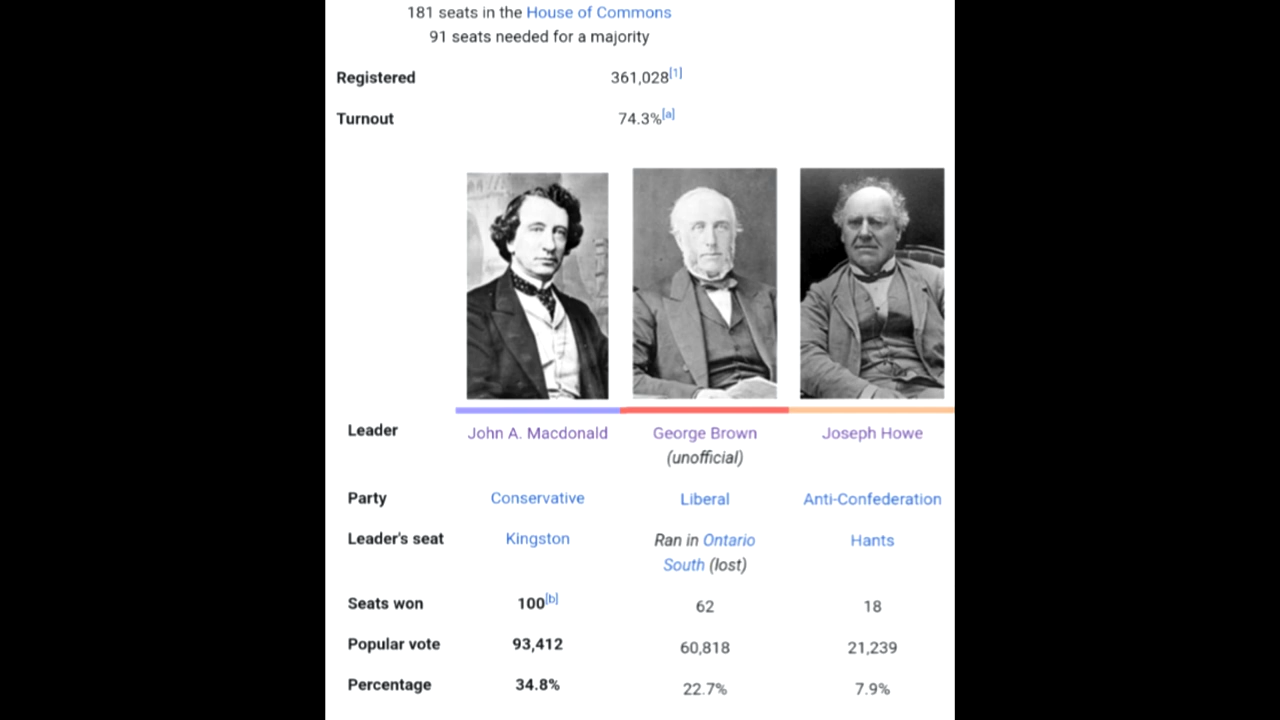 181 seats in the House of Commons
91 seats needed for a majority
Registered 361,028[1]
Turnout 74.3%[a]
Leader John A. Macdonald George Brown Joseph Howe
(unofficial)
Party Conservative Liberal Anti-Confederation
Leader's seat Kingston Ran in Ontario Hants
South (lost)
Seats won 100[b] 62 18
Popular vote 93,412 60,818 21,239
Percentage 34.8% 22.7% 7.9%